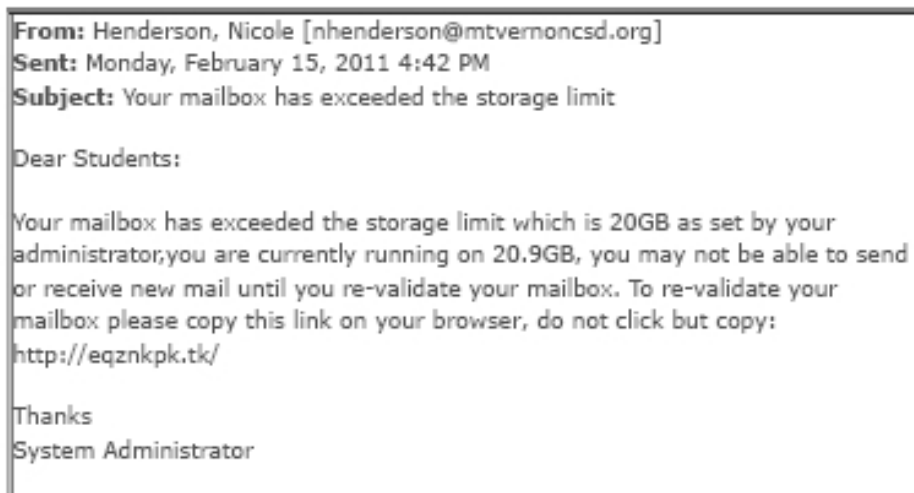 From: Henderson, Nicole [nhenderson@mtvernoncsd.org]
Sent: Monday, February 15, 2011 4:42 PM
Subject: Your mailbox has exceeded the storage limit
Dear Students:
Your mailbox has exceeded the storage limit which is 20GB as set by your
administrator,you are currently running on 20.9GB, you may not be able to send
or receive new mail until you re-validate your mailbox. To re-validate your
mailbox please copy this link on your browser, do not click but copy:
http://eqznkpk.tk/
Thanks
System Administrator